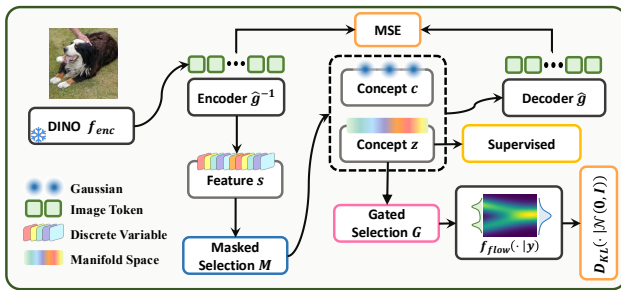 MSE
Encoder ĝ⁻¹
Concept c
Decoder ĝ
DINO f_enc
Concept z
Supervised
Feature s
Gaussian
Image Token
Discrete Variable
Manifold Space
Masked
Selection M
Gated
Selection G
f_flow(· |y)
D_KL(· |N(0, I))